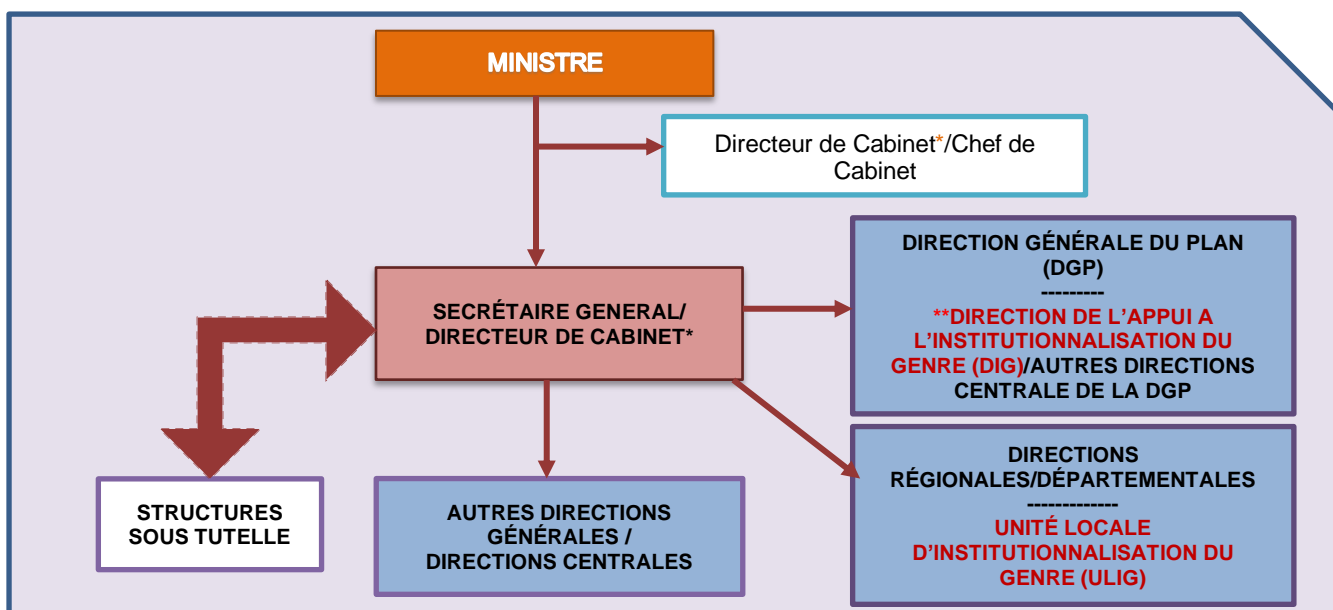 MINISTRE
Directeur de Cabinet*/Chef de
Cabinet
DIRECTION GÉNÉRALE DU PLAN
(DGP)
---------
**DIRECTION DE L’APPUI A
L’INSTITUTIONNALISATION DU
GENRE (DIG)/AUTRES DIRECTIONS
CENTRALE DE LA DGP
SECRÉTAIRE GENERAL/
DIRECTEUR DE CABINET*
DIRECTIONS
RÉGIONALES/DÉPARTEMENTALES
-------------
UNITÉ LOCALE
D’INSTITUTIONNALISATION DU
GENRE (ULIG)
STRUCTURES
SOUS TUTELLE
AUTRES DIRECTIONS
GÉNÉRALES /
DIRECTIONS CENTRALES